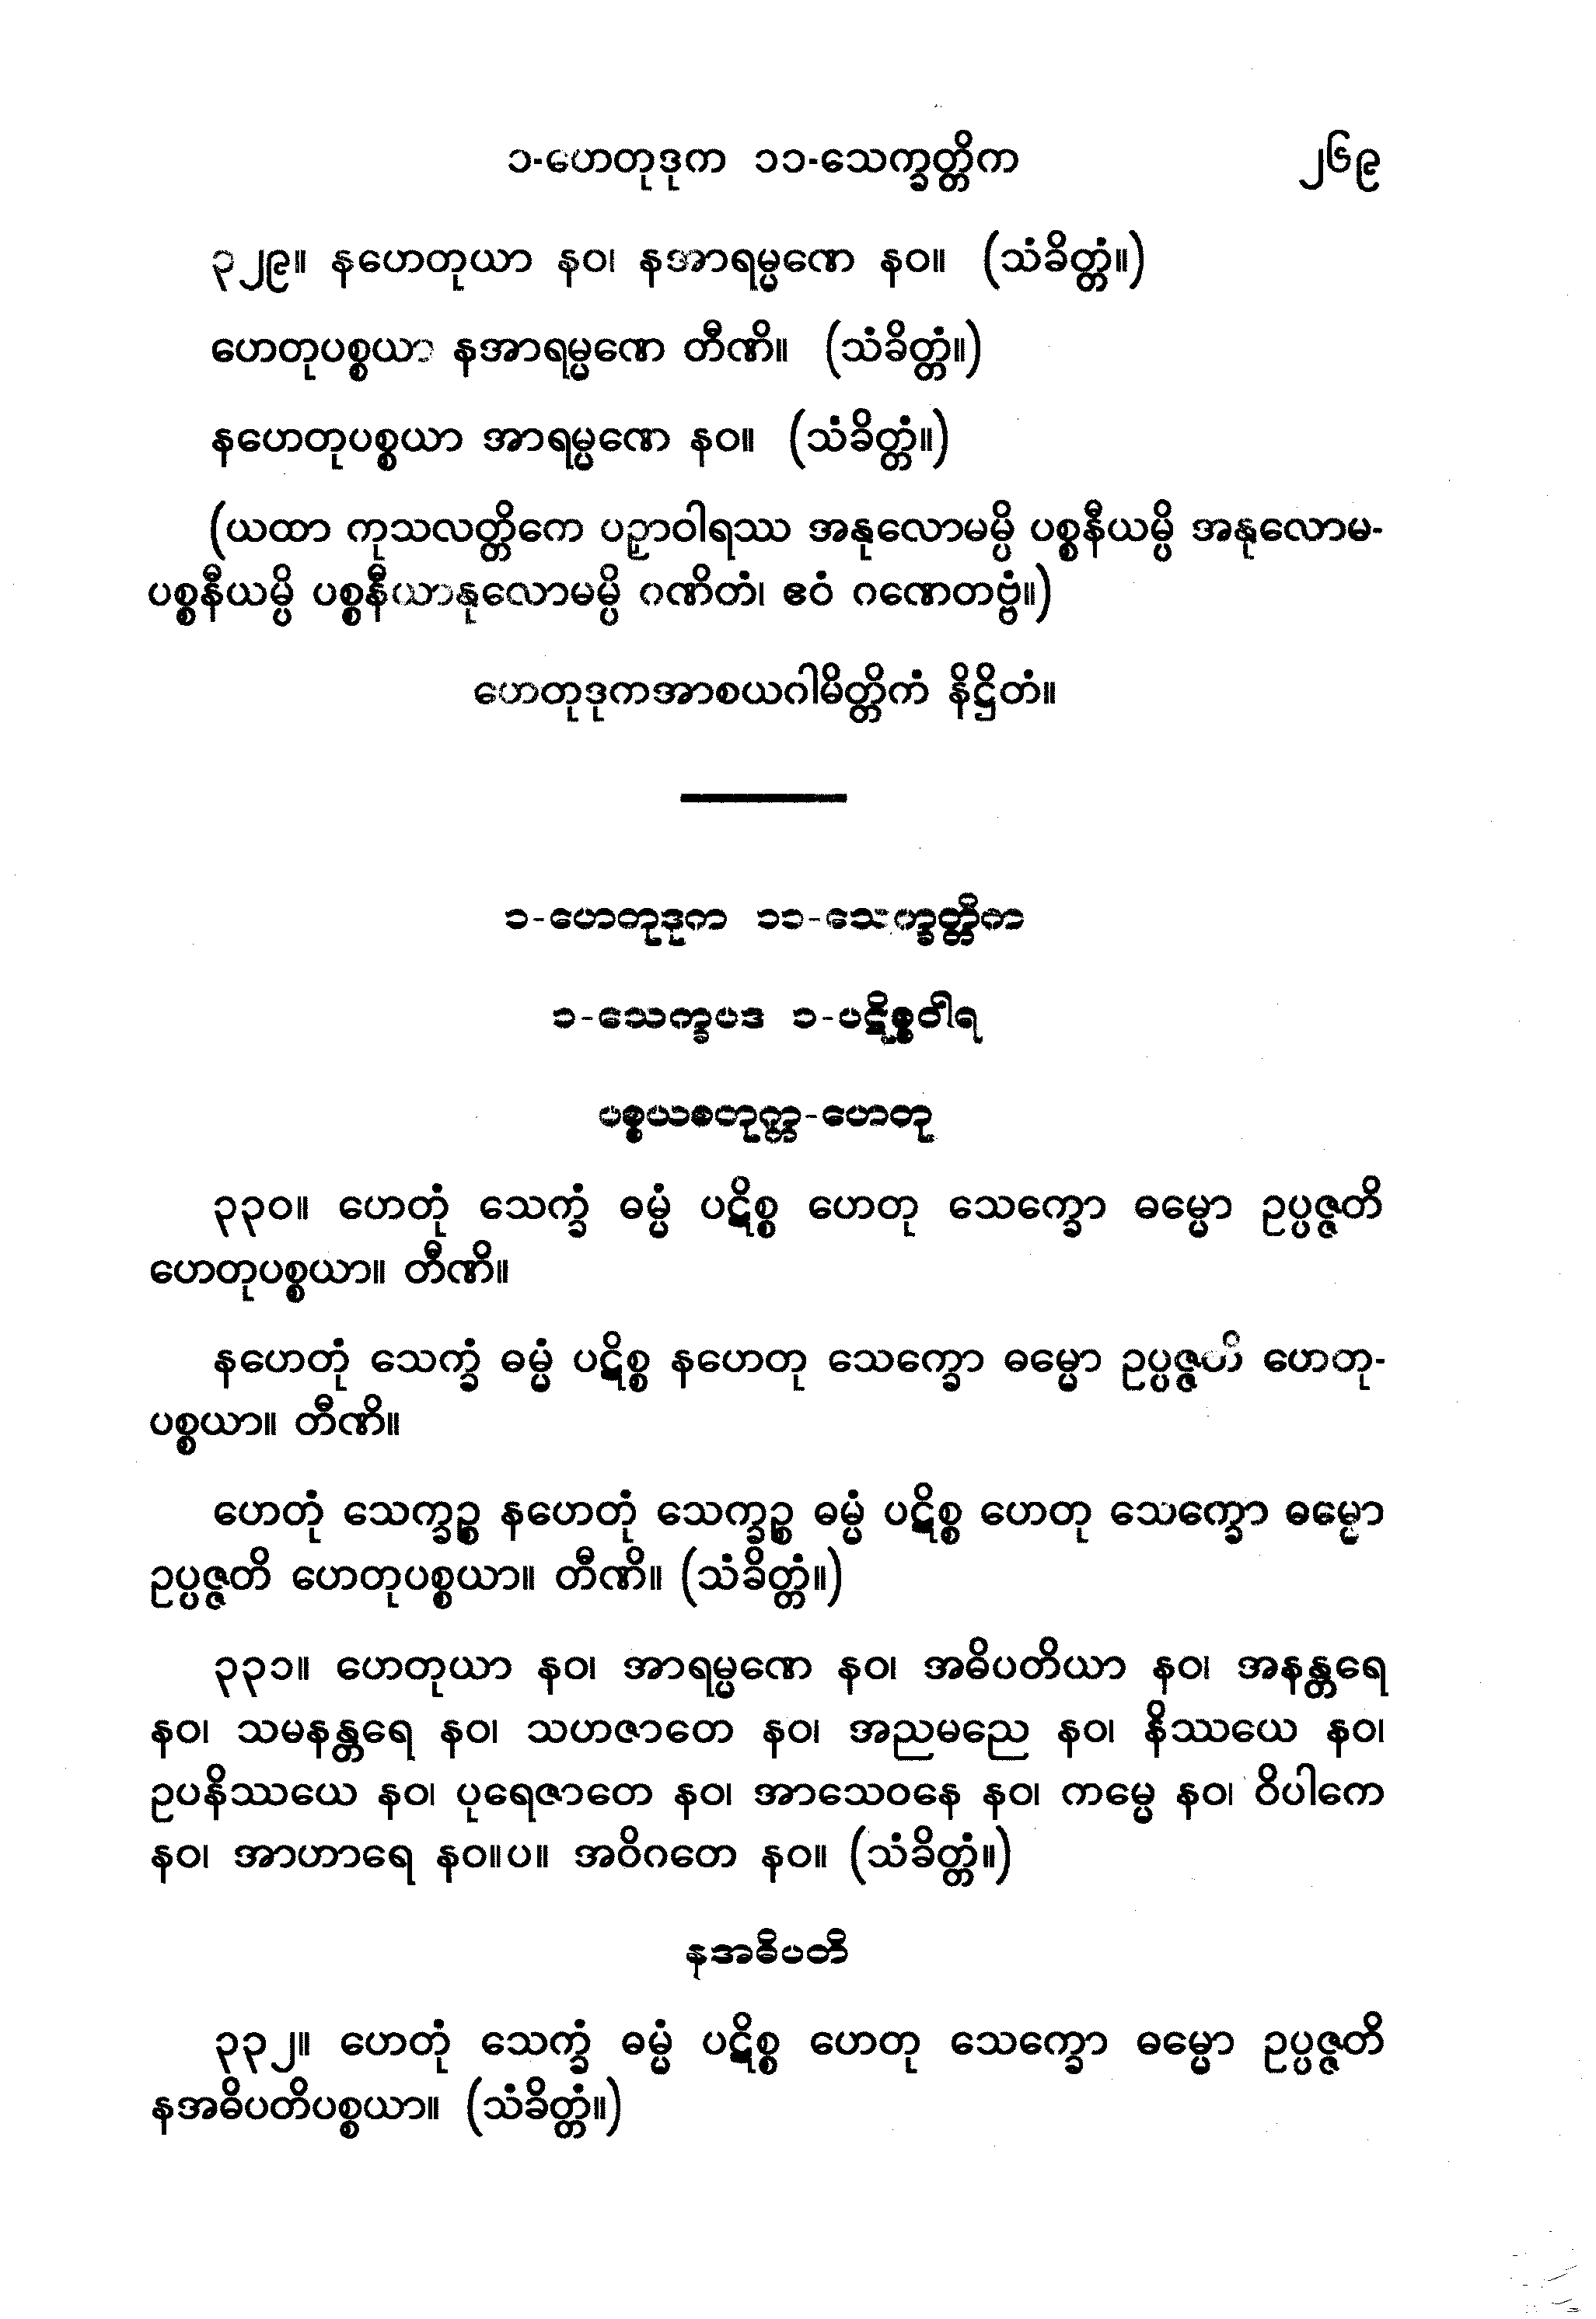 ၁-ဟေတုဒုက ၁၁-သေက္ခတ္တိက ၂၆၉
၃၂၉။ နဟေတုယာ နဝ၊ နအာရမ္မဏေ နဝ။ (သံခိတ္တံ။)
ဟေတုပစ္စယာ နအာရမ္မဏေ တီဏိ။ (သံခိတ္တံ။)
နဟေတုပစ္စယာ အာရမ္မဏေ နဝ။ (သံခိတ္တံ။)
(ယထာ ကုသလတ္တိကေ ပဉှာဝါရဿ အနုလောမမ္ပိ ပစ္စနီယမ္ပိ အနုလောမ-
ပစ္စနီယမ္ပိ ပစ္စနီယာနုလောမမ္ပိ ဂဏိတံ၊ ဧဝံ ဂဏေတဗ္ဗံ။)
ဟေတုဒုကအာစယဂါမိတ္တိကံ နိဋ္ဌိတံ။
၁-ဟေတုဒုက ၁၁-သေက္ခတ္တိက
၁-သေက္ခပဒ ၁-ပဋိစ္စဝါရ
ပစ္စယစတုက္က-ဟေတု
၃၃၀။ ဟေတုံ သေက္ခံ ဓမ္မံ ပဋိစ္စ ဟေတု သေက္ခော ဓမ္မော ဥပ္ပဇ္ဇတိ
ဟေတုပစ္စယာ။ တီဏိ။
နဟေတုံ သေက္ခံ ဓမ္မံ ပဋိစ္စ နဟေတု သေက္ခော ဓမ္မော ဥပ္ပဇ္ဇတိ ဟေတု-
ပစ္စယာ။ တီဏိ။
ဟေတုံ သေက္ခဉ္စ နဟေတုံ သေက္ခဉ္စ ဓမ္မံ ပဋိစ္စ ဟေတု သေက္ခော ဓမ္မော
ဥပ္ပဇ္ဇတိ ဟေတုပစ္စယာ။ တီဏိ။ (သံခိတ္တံ။)
၃၃၁။ ဟေတုယာ နဝ၊ အာရမ္မဏေ နဝ၊ အဓိပတိယာ နဝ၊ အနန္တရေ
နဝ၊ သမနန္တရေ နဝ၊ သဟဇာတေ နဝ၊ အညမညေ နဝ၊ နိဿယေ နဝ၊
ဥပနိဿယေ နဝ၊ ပုရေဇာတေ နဝ၊ အာသေဝနေ နဝ၊ ကမ္မေ နဝ၊ ဝိပါကေ
နဝ၊ အာဟာရေ နဝ။ပ။ အဝိဂတေ နဝ။ (သံခိတ္တံ။)
နအဓိပတိ
၃၃၂။ ဟေတုံ သေက္ခံ ဓမ္မံ ပဋိစ္စ ဟေတု သေက္ခော ဓမ္မော ဥပ္ပဇ္ဇတိ
နအဓိပတိပစ္စယာ။ (သံခိတ္တံ။)